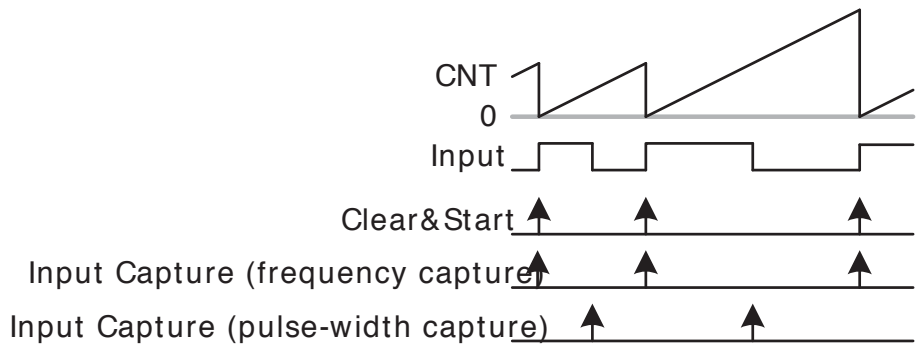 CNT
0
Input
Clear&Start
Input Capture (frequency capture)
Input Capture (pulse-width capture)